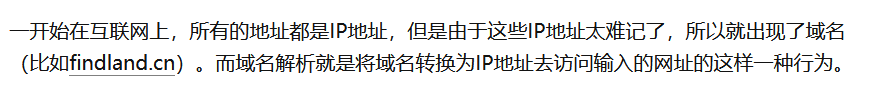 一开始在互联网上，所有的地址都是IP地址，但是由于这些IP地址太难记了，所以就出现了域名
（比如findland.cn）。而域名解析就是将域名转换为IP地址去访问输入的网址的这样一种行为。